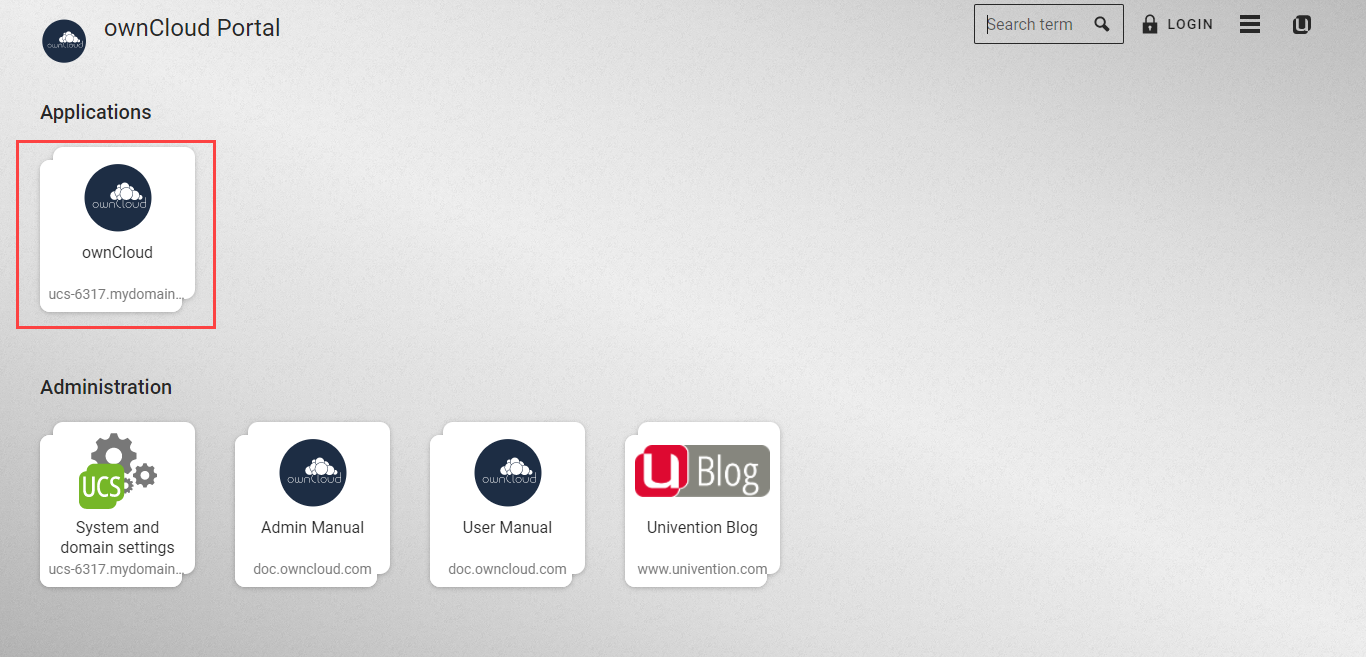 ownCloud
ownCloud Portal
Search term
LOGIN
Applications
ownCloud
ownCloud
ucs-6317.mydomain...
Administration
UCS
System and
domain settings
ucs-6317.mydomain...
ownCloud
Admin Manual
doc.owncloud.com
ownCloud
User Manual
doc.owncloud.com
u Blog
Univention Blog
www.univention.com